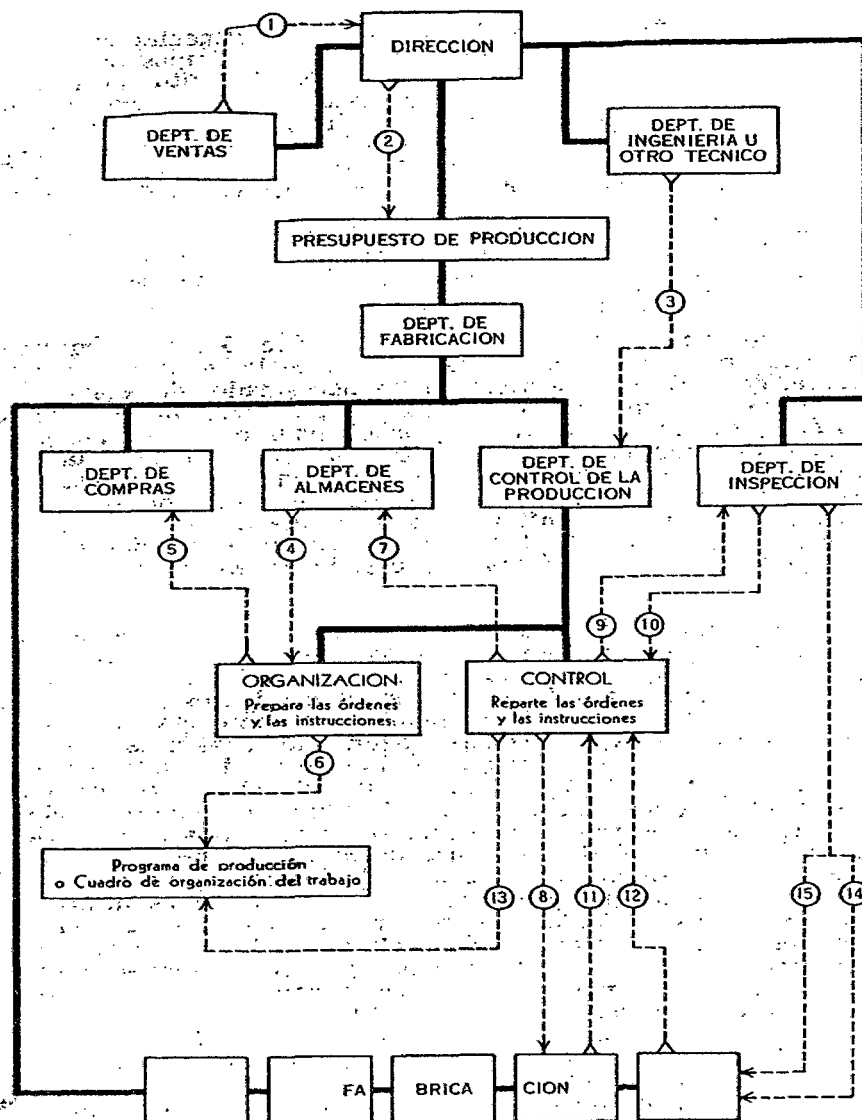 1
DIRECCION
DEPT. DE
VENTAS
2
DEPT. DE
INGENIERIA U
OTRO TECNICO
PRESUPUESTO DE PRODUCCION
3
DEPT. DE
FABRICACION
DEPT. DE
COMPRAS
DEPT. DE
ALMACENES
DEPT. DE
CONTROL DE LA
PRODUCCION
DEPT. DE
INSPECCION
5
4
7
9
10
ORGANIZACION
Prepara las órdenes
y las instrucciones
CONTROL
Reparte las órdenes
y las instrucciones
6
Programa de producción
o Cuadro de organización del trabajo
13
8
11
12
15
14
FA BRICA CION